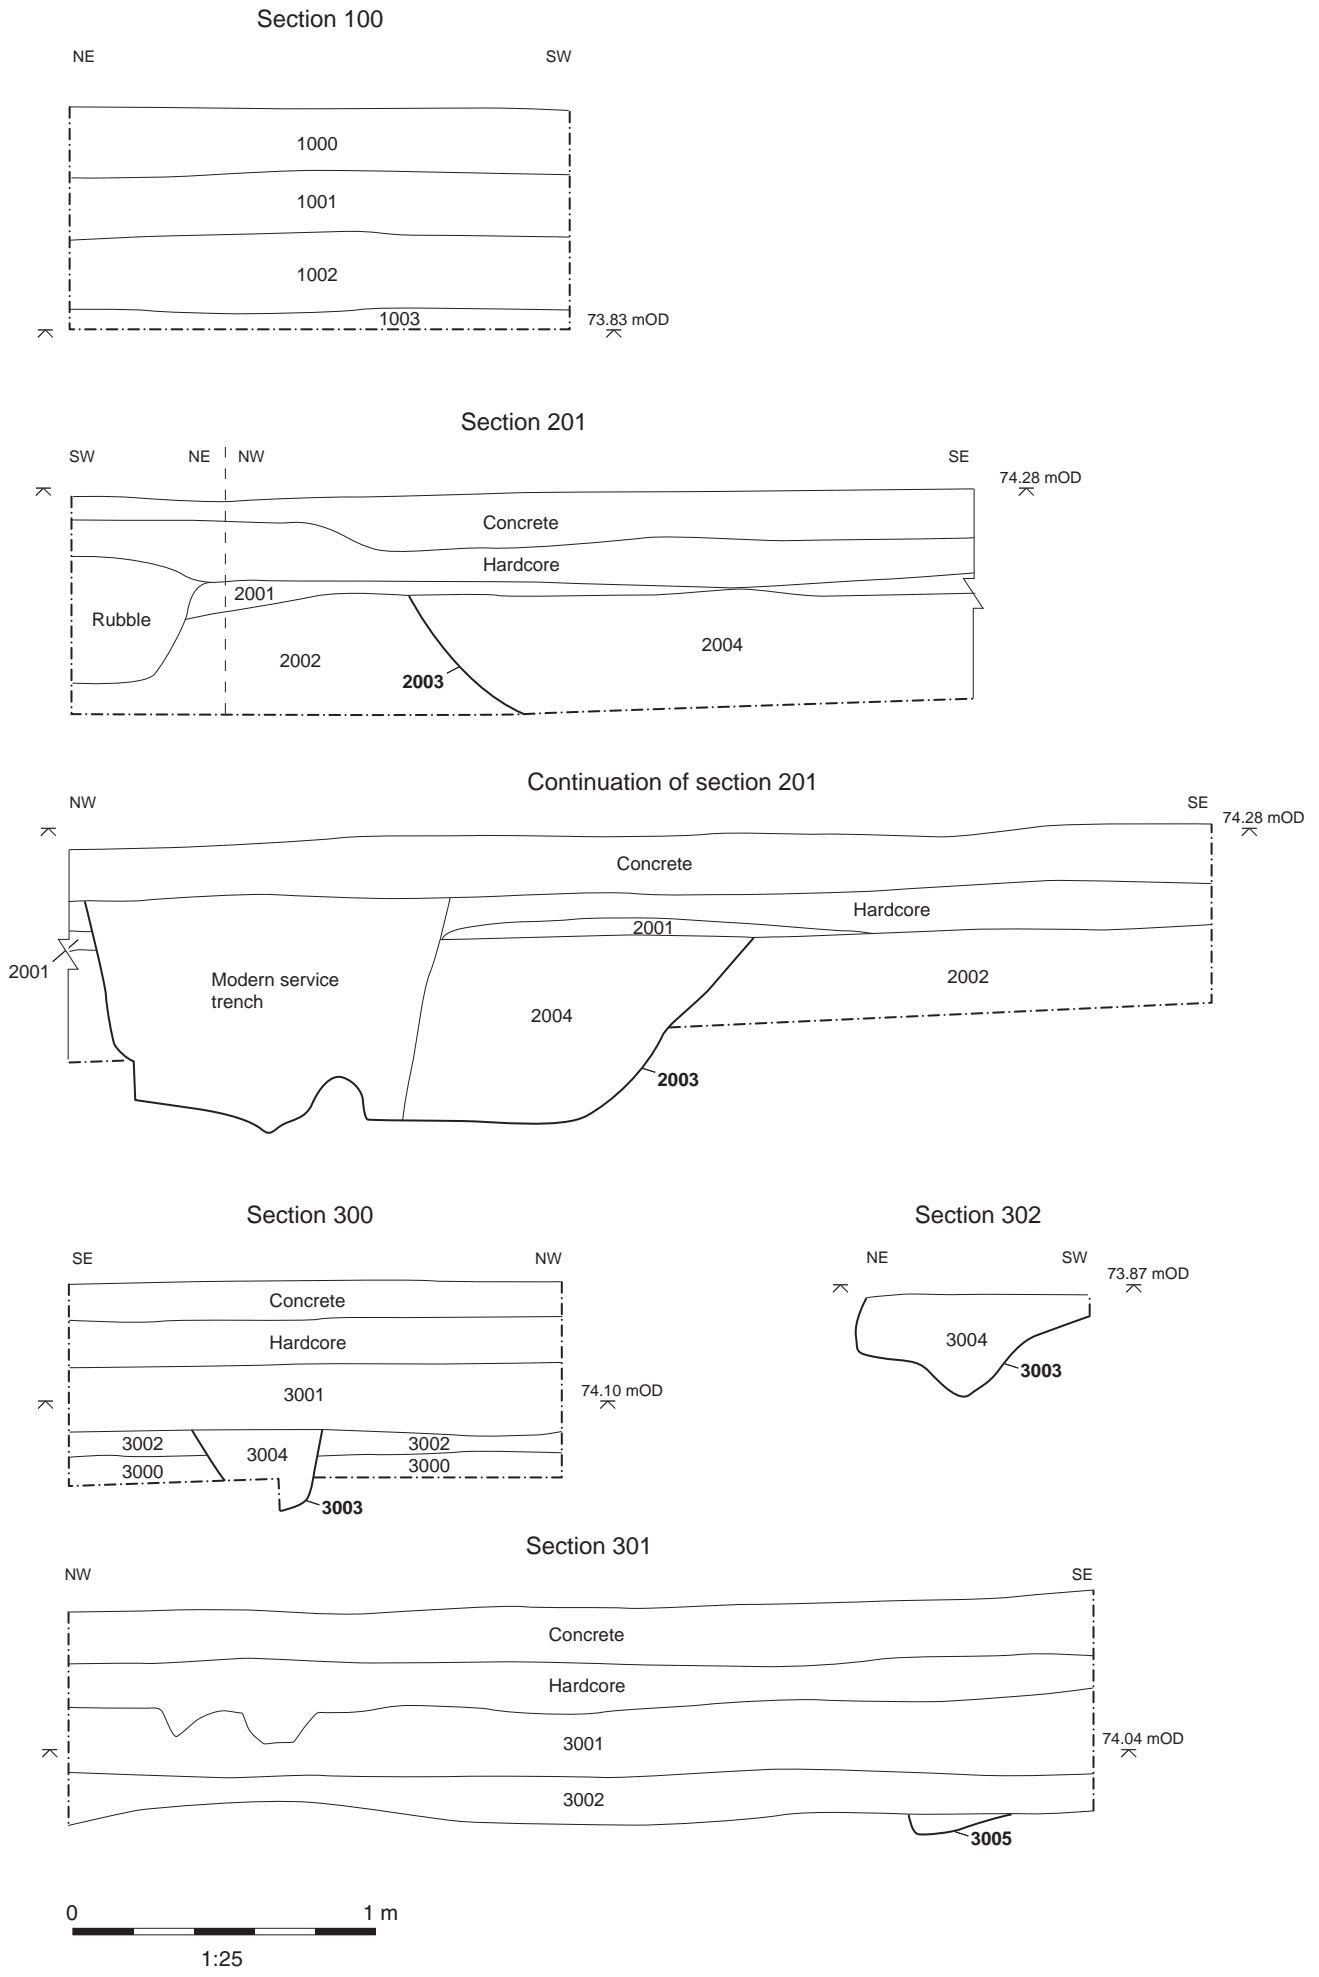 Section 100
NE SW
1000
1001
1002
1003
73.83 mOD
Section 201
SW NE NW SE
74.28 mOD
Concrete
Hardcore
2001
Rubble
2004
2002
2003
Continuation of section 201
NW SE
74.28 mOD
Concrete
Hardcore
2001
2001
Modern service
trench
2002
2004
2003
Section 300
SE NW
Concrete
Hardcore
3001
74.10 mOD
3002 3004 3002
3000 3000
3003
Section 302
NE SW
73.87 mOD
3004
3003
Section 301
NW SE
Concrete
Hardcore
3001
74.04 mOD
3002
3005
0 1 m
1:25